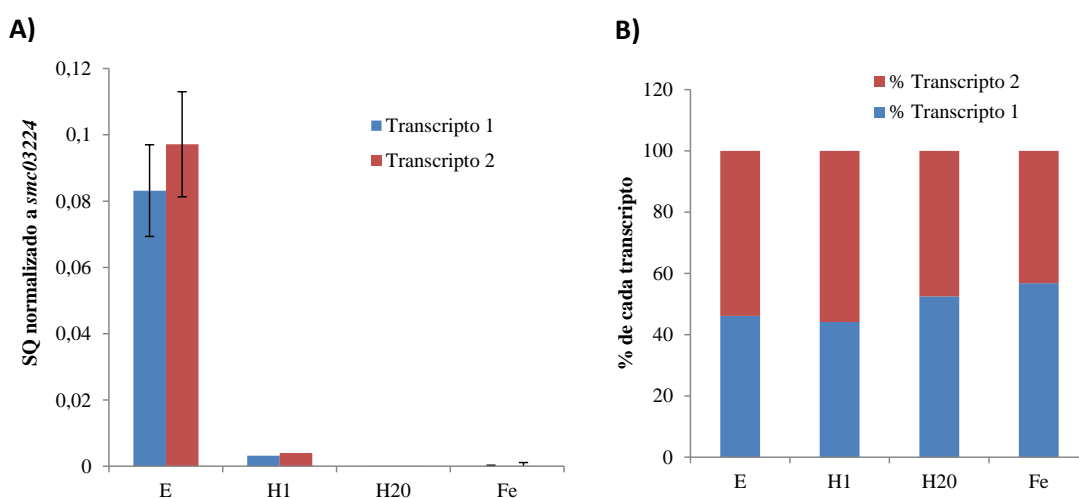 A)
SQ normalizado a smc03224
0,12
0,1
0,08
0,06
0,04
0,02
0
E
H1
H20
Fe
Transcripto 1
Transcripto 2
B)
% de cada transcripto
120
100
80
60
40
20
0
E
H1
H20
Fe
% Transcripto 2
% Transcripto 1